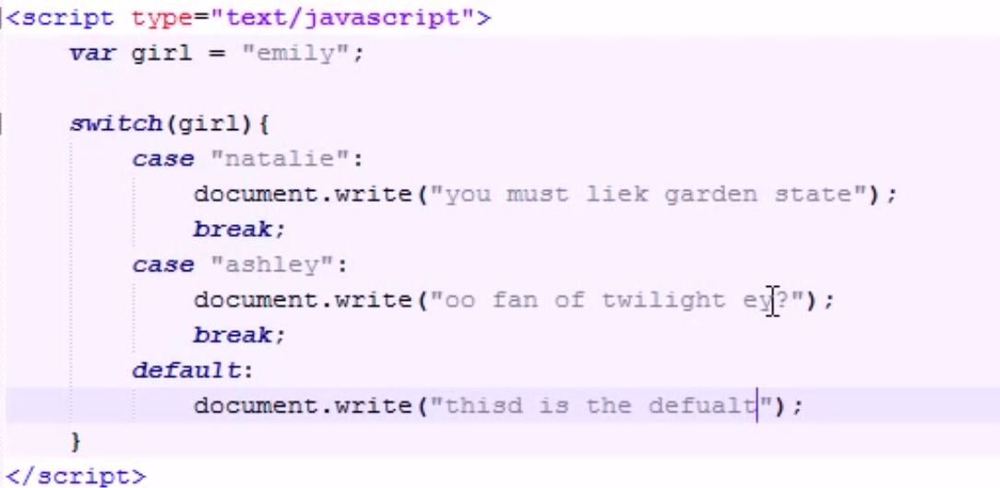 <script type="text/javascript">
var girl = "emily";
switch(girl){
case "natalie":
document.write("you must liek garden state");
break;
case "ashley":
document.write("oo fan of twilight ey?");
break;
default:
document.write("thisd is the defualt");
}
</script>